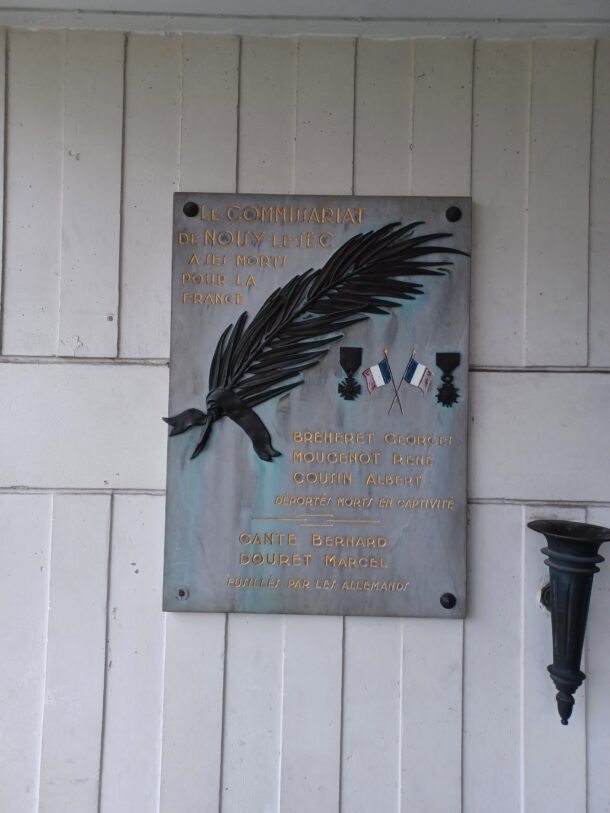 LE COMMISSARIAT
DE NOISY LE SEC
A SES MORTS
POUR LA
FRANCE
BREHERET GEORGES
MOUGENOT RENE
COUSIN ALBERT
DÉPORTÉS MORTS EN CAPTIVITÉ
CANTE BERNARD
DOURET MARCEL
FUSILLÉS PAR LES ALLEMANDS